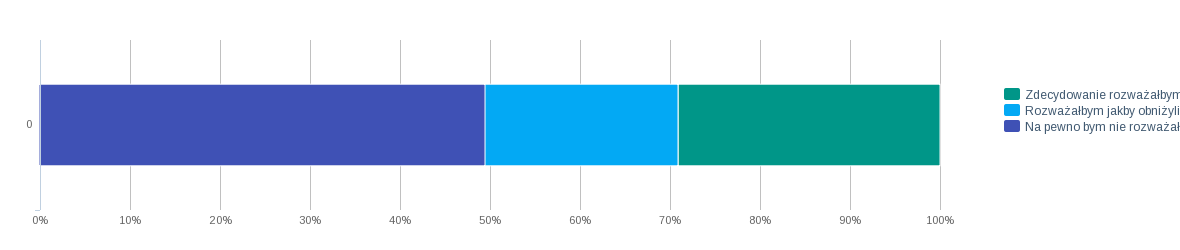 0
0% 10% 20% 30% 40% 50% 60% 70% 80% 90% 100%
Zdecydowanie rozważałbym
Rozważałbym jakby obniżyli
Na pewno bym nie rozważał